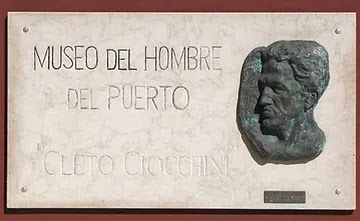 MUSEO DEL HOMBRE
DEL PUERTO
"CLETO CIOCCHINI"